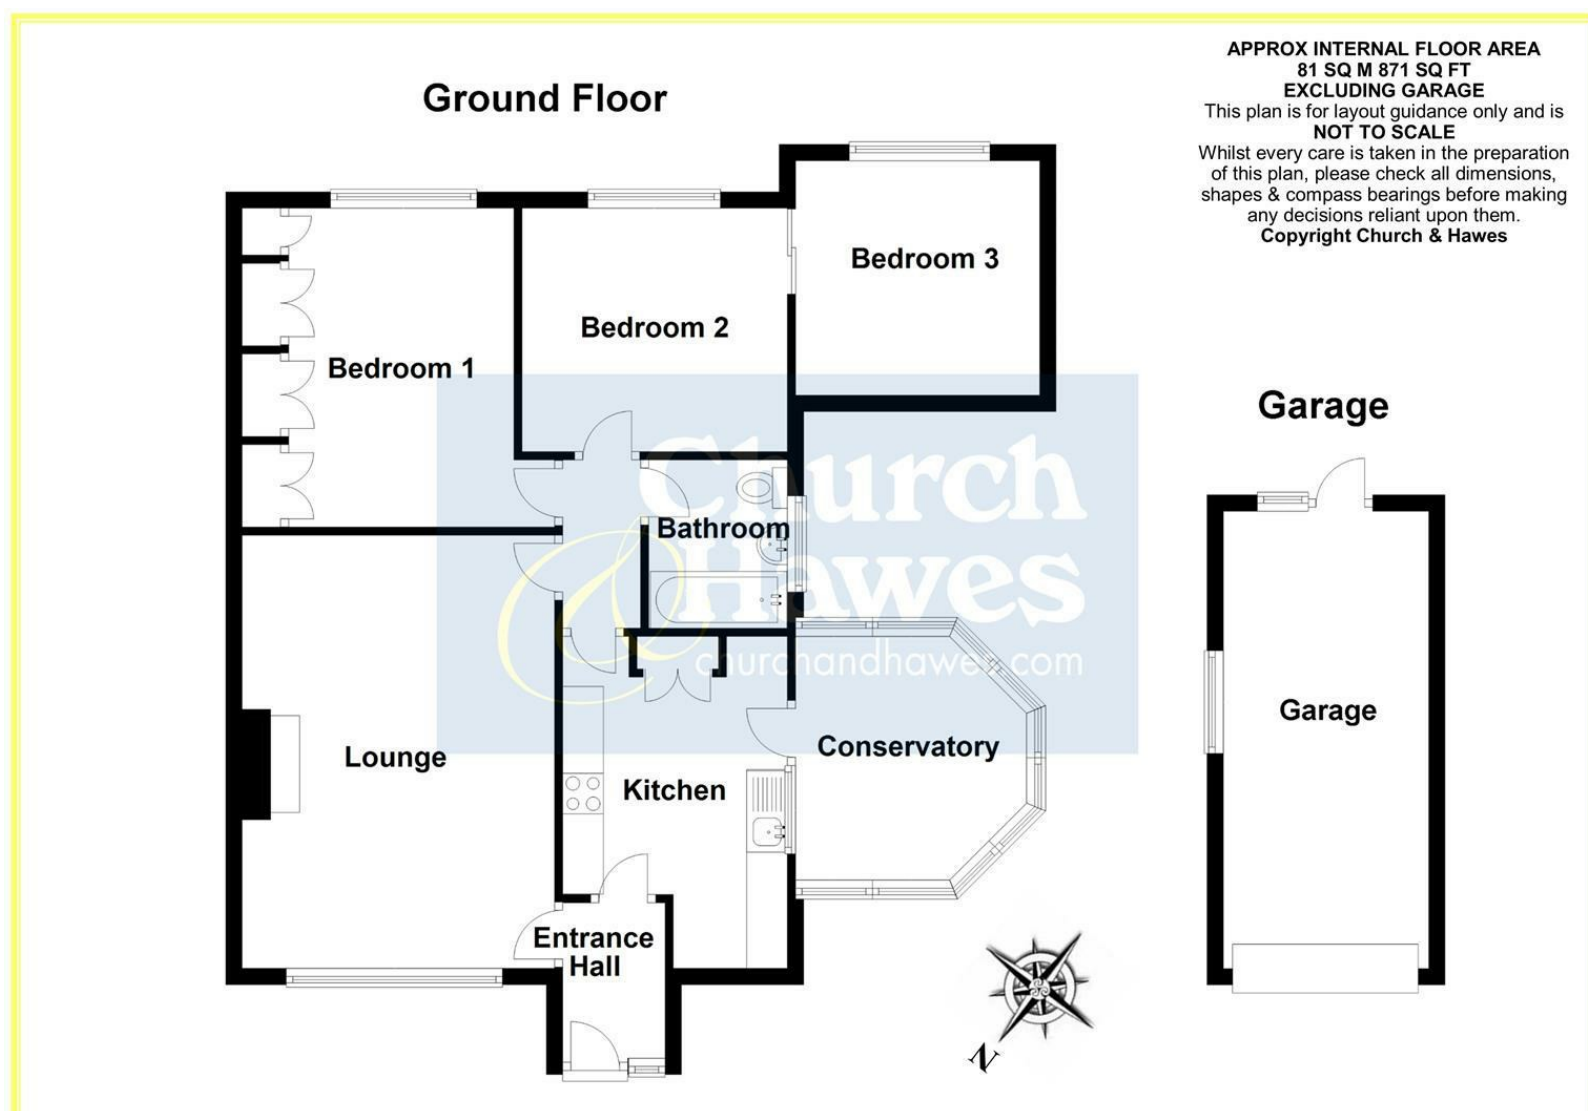 APPROX INTERNAL FLOOR AREA
81 SQ M 871 SQ FT
EXCLUDING GARAGE
This plan is for layout guidance only and is
NOT TO SCALE
Whilst every care is taken in the preparation
of this plan, please check all dimensions,
shapes & compass bearings before making
any decisions reliant upon them.
Copyright Church & Hawes
Ground Floor
Bedroom 3
Bedroom 2
Bedroom 1
Garage
Church
& Hawes
churchandhawes.com
Bathroom
Garage
Conservatory
Lounge
Kitchen
Entrance
Hall
N